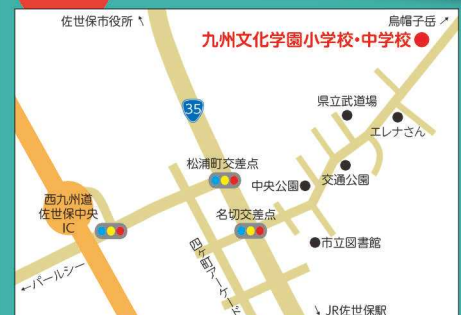 佐世保市役所↖
烏帽子岳↗
九州文化学園小学校・中学校
35
県立武道場
エレナさん
松浦町交差点
中央公園
交通公園
西九州道
佐世保中央
IC
名切交差点
市立図書館
←パールシー
四ヶ町アーケード
↘JR佐世保駅